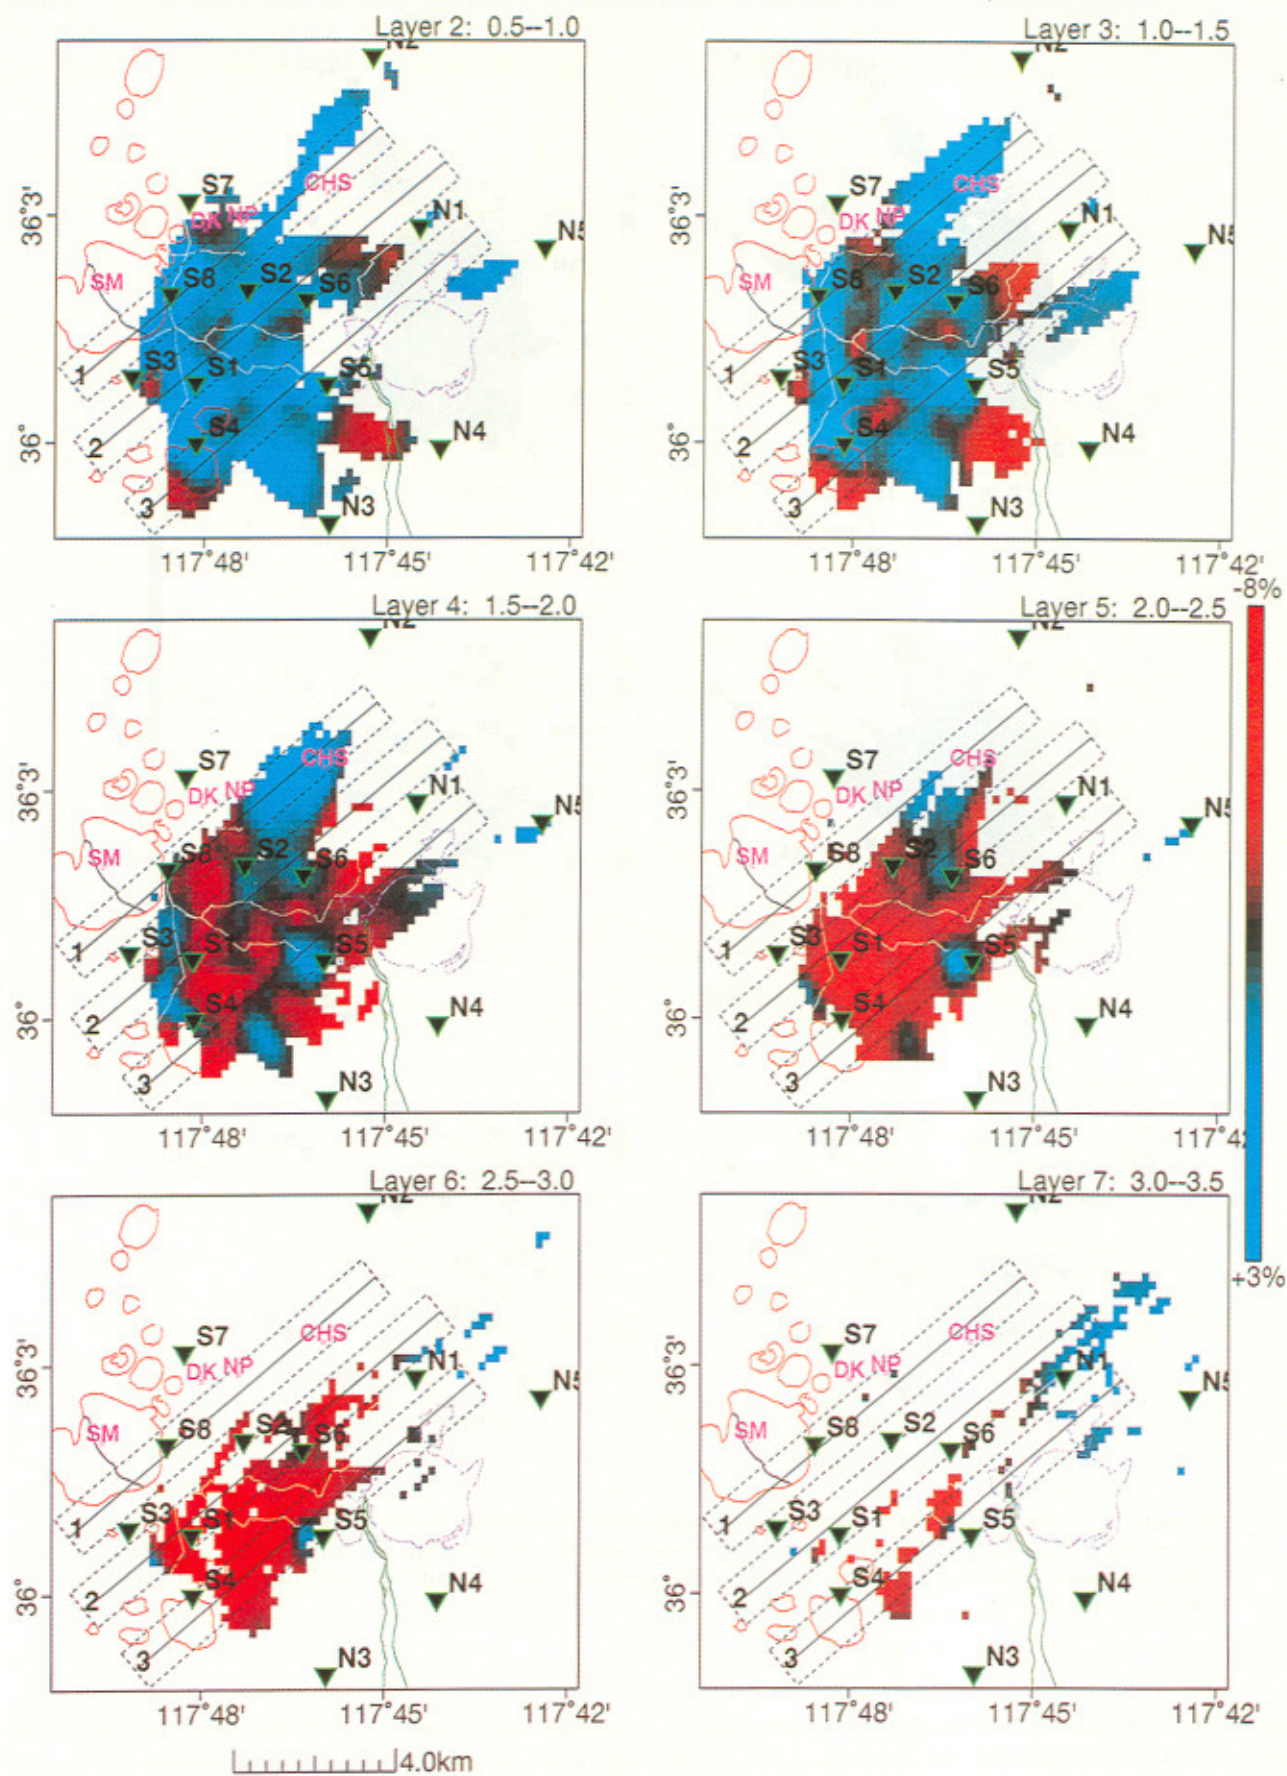 Layer 2: 0.5--1.0
N2
S7
CHS
DK NP
N1
N5
36°3'
SM
S8
S2
S6
S3
S1
S5
1
S4
N4
36°
2
3
N3
117°48' 117°45' 117°42'
Layer 3: 1.0--1.5
N2
S7
CHS
DK NP
N1
N5
36°3'
SM
S8
S2
S6
S3
S1
S5
1
S4
N4
36°
2
3
N3
117°48' 117°45' 117°42'
-8%
Layer 4: 1.5--2.0
N2
S7
CHS
DK NP
N1
N5
36°3'
SM
S8
S2
S6
S3
S1
S5
1
S4
N4
36°
2
3
N3
117°48' 117°45' 117°42'
Layer 5: 2.0--2.5
N2
S7
CHS
DK NP
N1
N5
36°3'
SM
S8
S2
S6
S3
S1
S5
1
S4
N4
36°
2
3
N3
117°48' 117°45' 117°42
+3%
Layer 6: 2.5--3.0
N2
S7
CHS
DK NP
N1
N5
36°3'
SM
S8
S2
S6
S3
S1
S5
1
S4
N4
36°
2
3
N3
117°48' 117°45' 117°42'
Layer 7: 3.0--3.5
N2
S7
CHS
DK NP
N1
N5
36°3'
SM
S8
S2
S6
S3
S1
S5
1
S4
N4
36°
2
3
N3
117°48' 117°45' 117°42'
4.0km